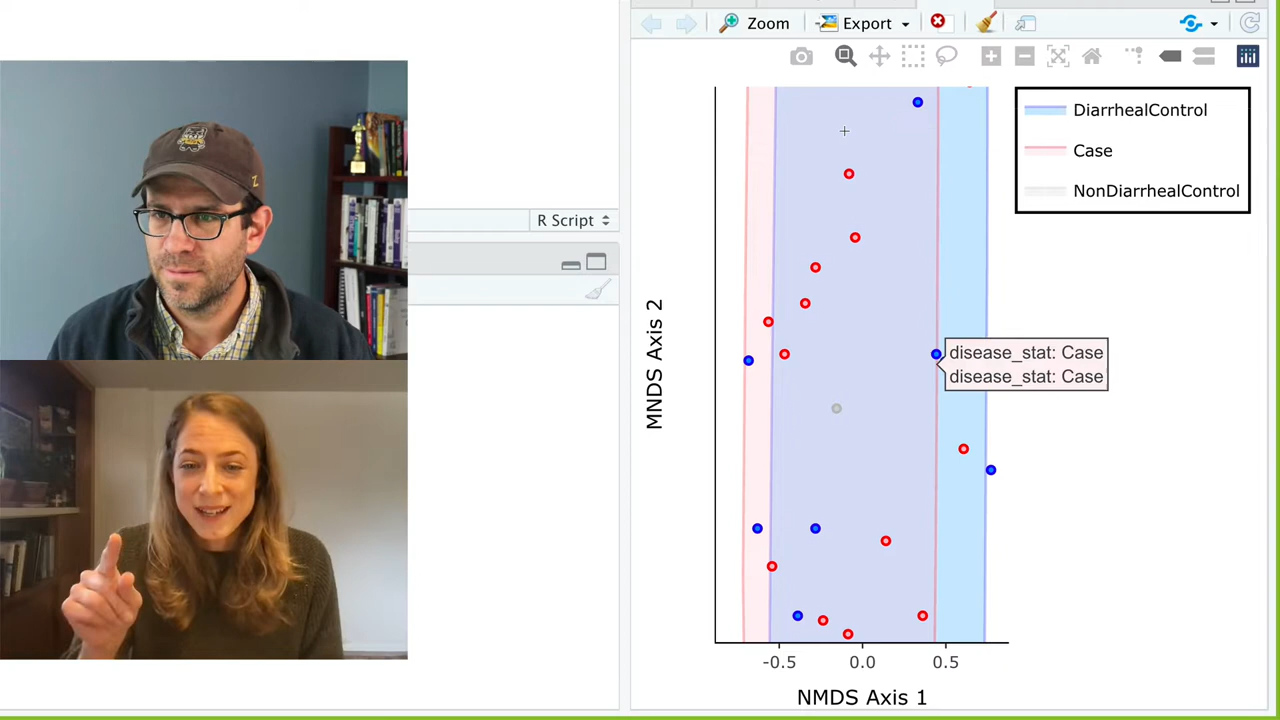 Zoom
Export
R Script
DiarrhealControl
Case
NonDiarrhealControl
MNDS Axis 2
disease_stat: Case
disease_stat: Case
-0.5
0.0
0.5
NMDS Axis 1